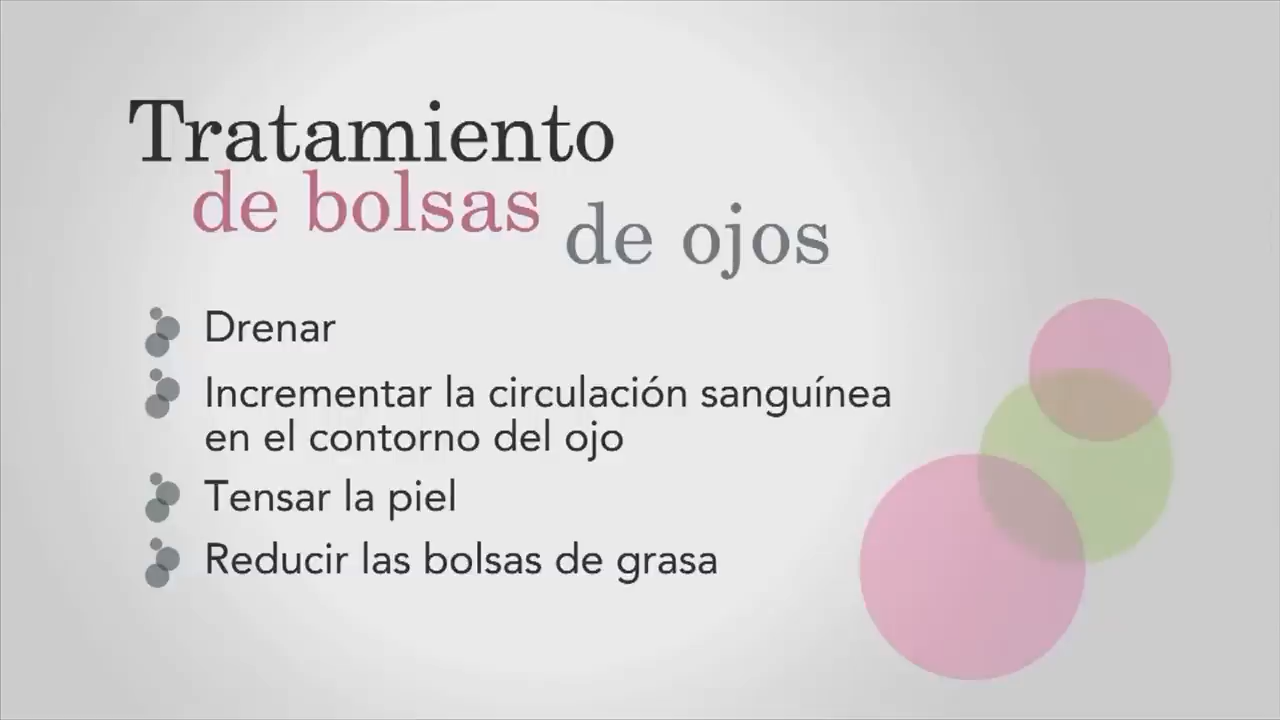 Tratamiento
de bolsas
de ojos
Drenar
Incrementar la circulación sanguínea
en el contorno del ojo
Tensar la piel
Reducir las bolsas de grasa